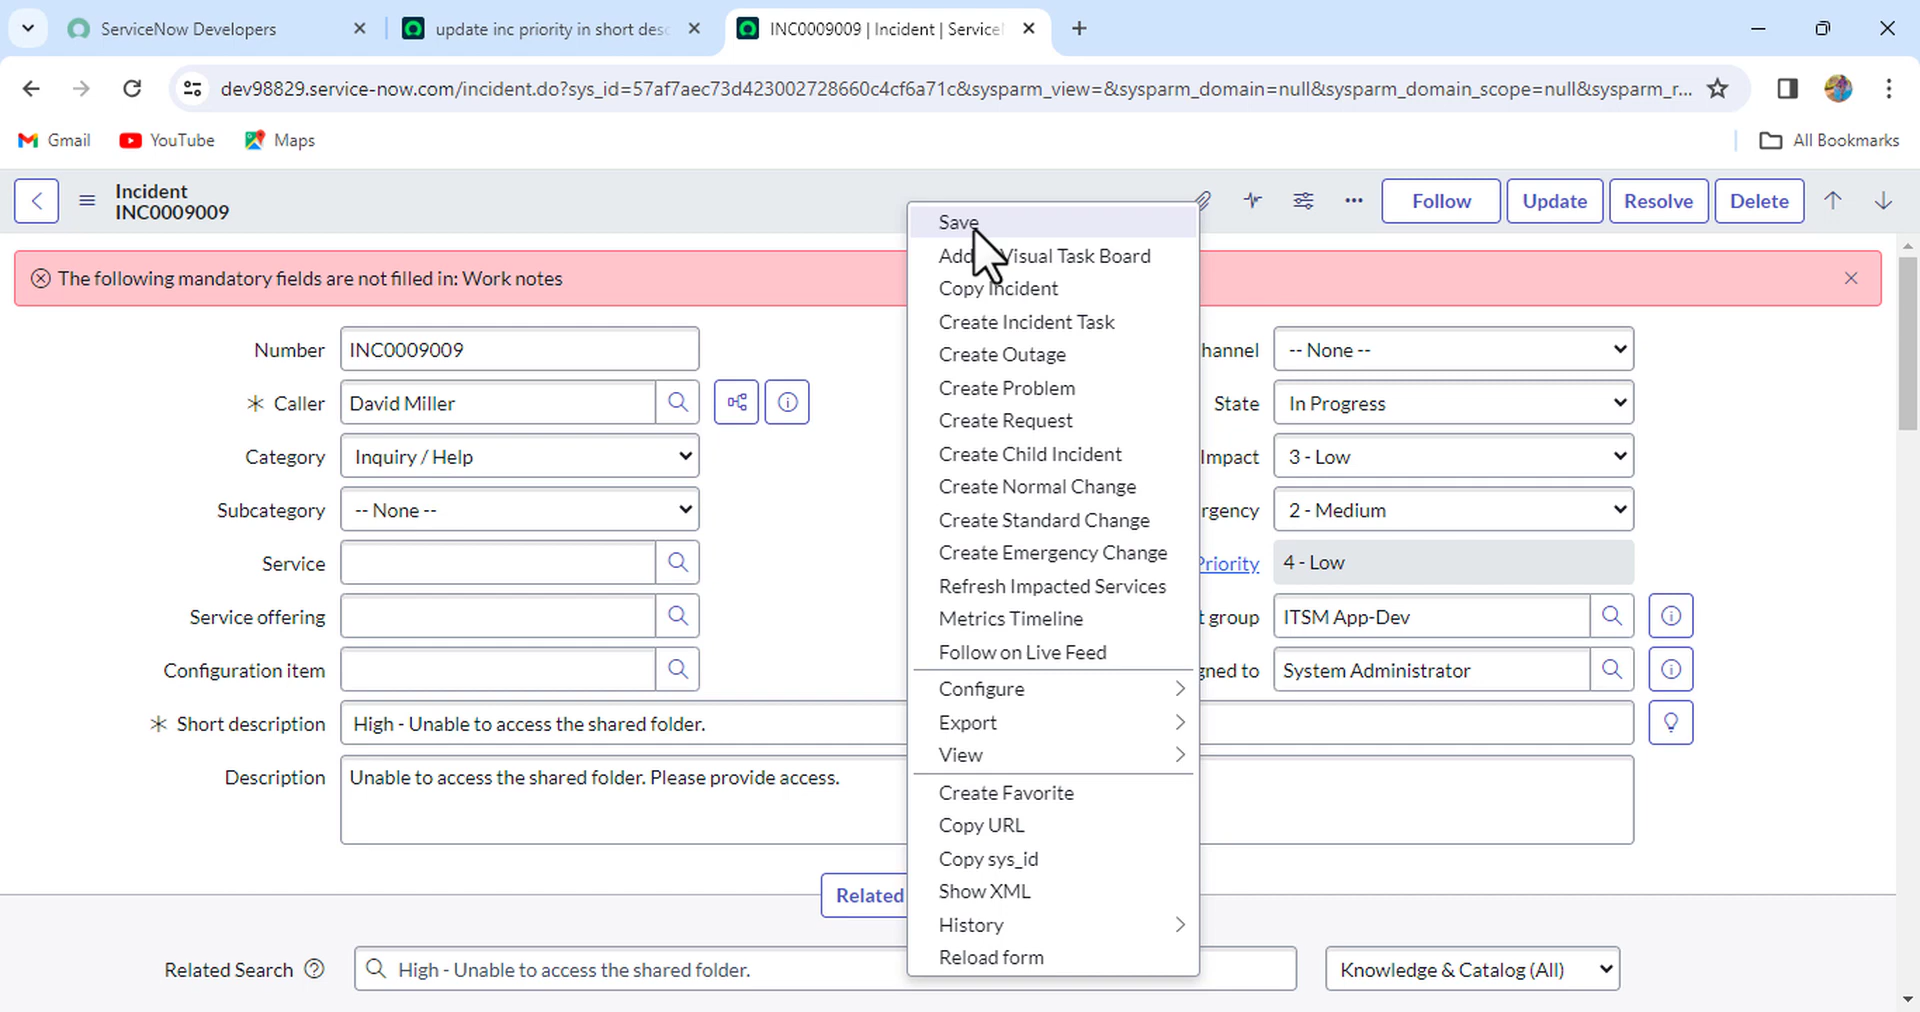 ServiceNow Developers
update inc priority in short desc
INC0009009 | Incident | Service
dev98829.service-now.com/incident.do?sys_id=57af7aec73d423002728660c4cf6a71c&sysparm_view=&sysparm_domain=null&sysparm_domain_scope=null&sysparm_r...
Gmail
YouTube
Maps
All Bookmarks
Incident
INC0009009
Follow
Update
Resolve
Delete
The following mandatory fields are not filled in: Work notes
Number
INC0009009
Caller
David Miller
Category
Inquiry / Help
Subcategory
-- None --
Service
Service offering
Configuration item
Short description
High - Unable to access the shared folder.
Description
Unable to access the shared folder. Please provide access.
Save
Add Visual Task Board
Copy Incident
Create Incident Task
Create Outage
Create Problem
Create Request
Create Child Incident
Create Normal Change
Create Standard Change
Create Emergency Change
Refresh Impacted Services
Metrics Timeline
Follow on Live Feed
Configure
Export
View
Create Favorite
Copy URL
Copy sys_id
Show XML
History
Reload form
hannel
-- None --
State
In Progress
Impact
3 - Low
rgency
2 - Medium
Priority
4 - Low
t group
ITSM App-Dev
gned to
System Administrator
Related
Related Search
High - Unable to access the shared folder.
Knowledge & Catalog (All)